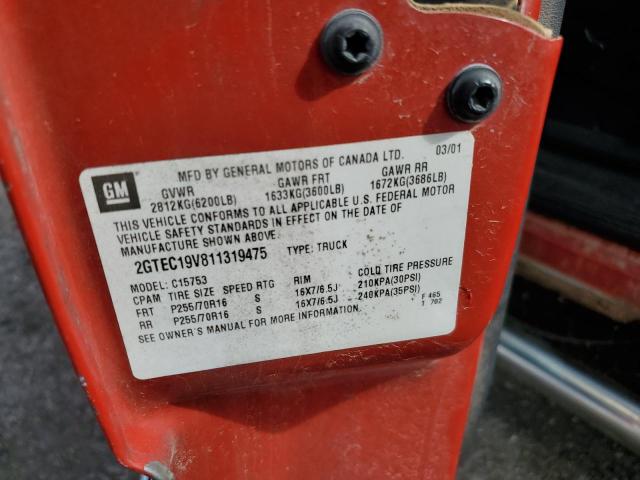 MFD BY GENERAL MOTORS OF CANADA LTD. 03/01
GM
GVWR GAWR FRT GAWR RR
2812KG(6200LB) 1633KG(3600LB) 1672KG(3686LB)
THIS VEHICLE CONFORMS TO ALL APPLICABLE U.S. FEDERAL MOTOR
VEHICLE SAFETY STANDARDS IN EFFECT ON THE DATE OF
MANUFACTURE SHOWN ABOVE.
2GTEC19V811319475 TYPE: TRUCK
MODEL: C15753
CPAM TIRE SIZE SPEED RTG RIM COLD TIRE PRESSURE
FRT P255/70R16 S 16X7/6.5J 210KPA(30PSI)
RR P255/70R16 S 16X7/6.5J 240KPA(35PSI)
SEE OWNER'S MANUAL FOR MORE INFORMATION.
F 465
1 702